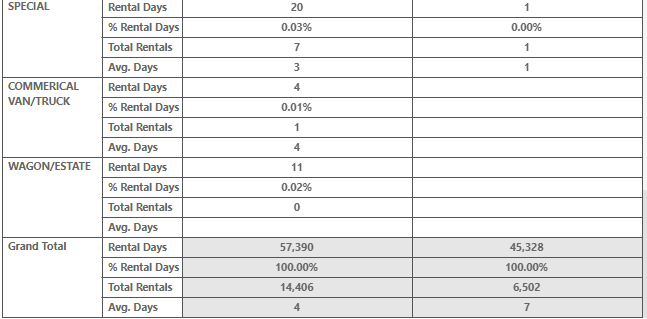 SPECIAL Rental Days 20 1
% Rental Days 0.03% 0.00%
Total Rentals 7 1
Avg. Days 3 1
COMMERICAL VAN/TRUCK Rental Days 4
% Rental Days 0.01%
Total Rentals 1
Avg. Days 4
WAGON/ESTATE Rental Days 11
% Rental Days 0.02%
Total Rentals 0
Avg. Days
Grand Total Rental Days 57,390 45,328
% Rental Days 100.00% 100.00%
Total Rentals 14,406 6,502
Avg. Days 4 7